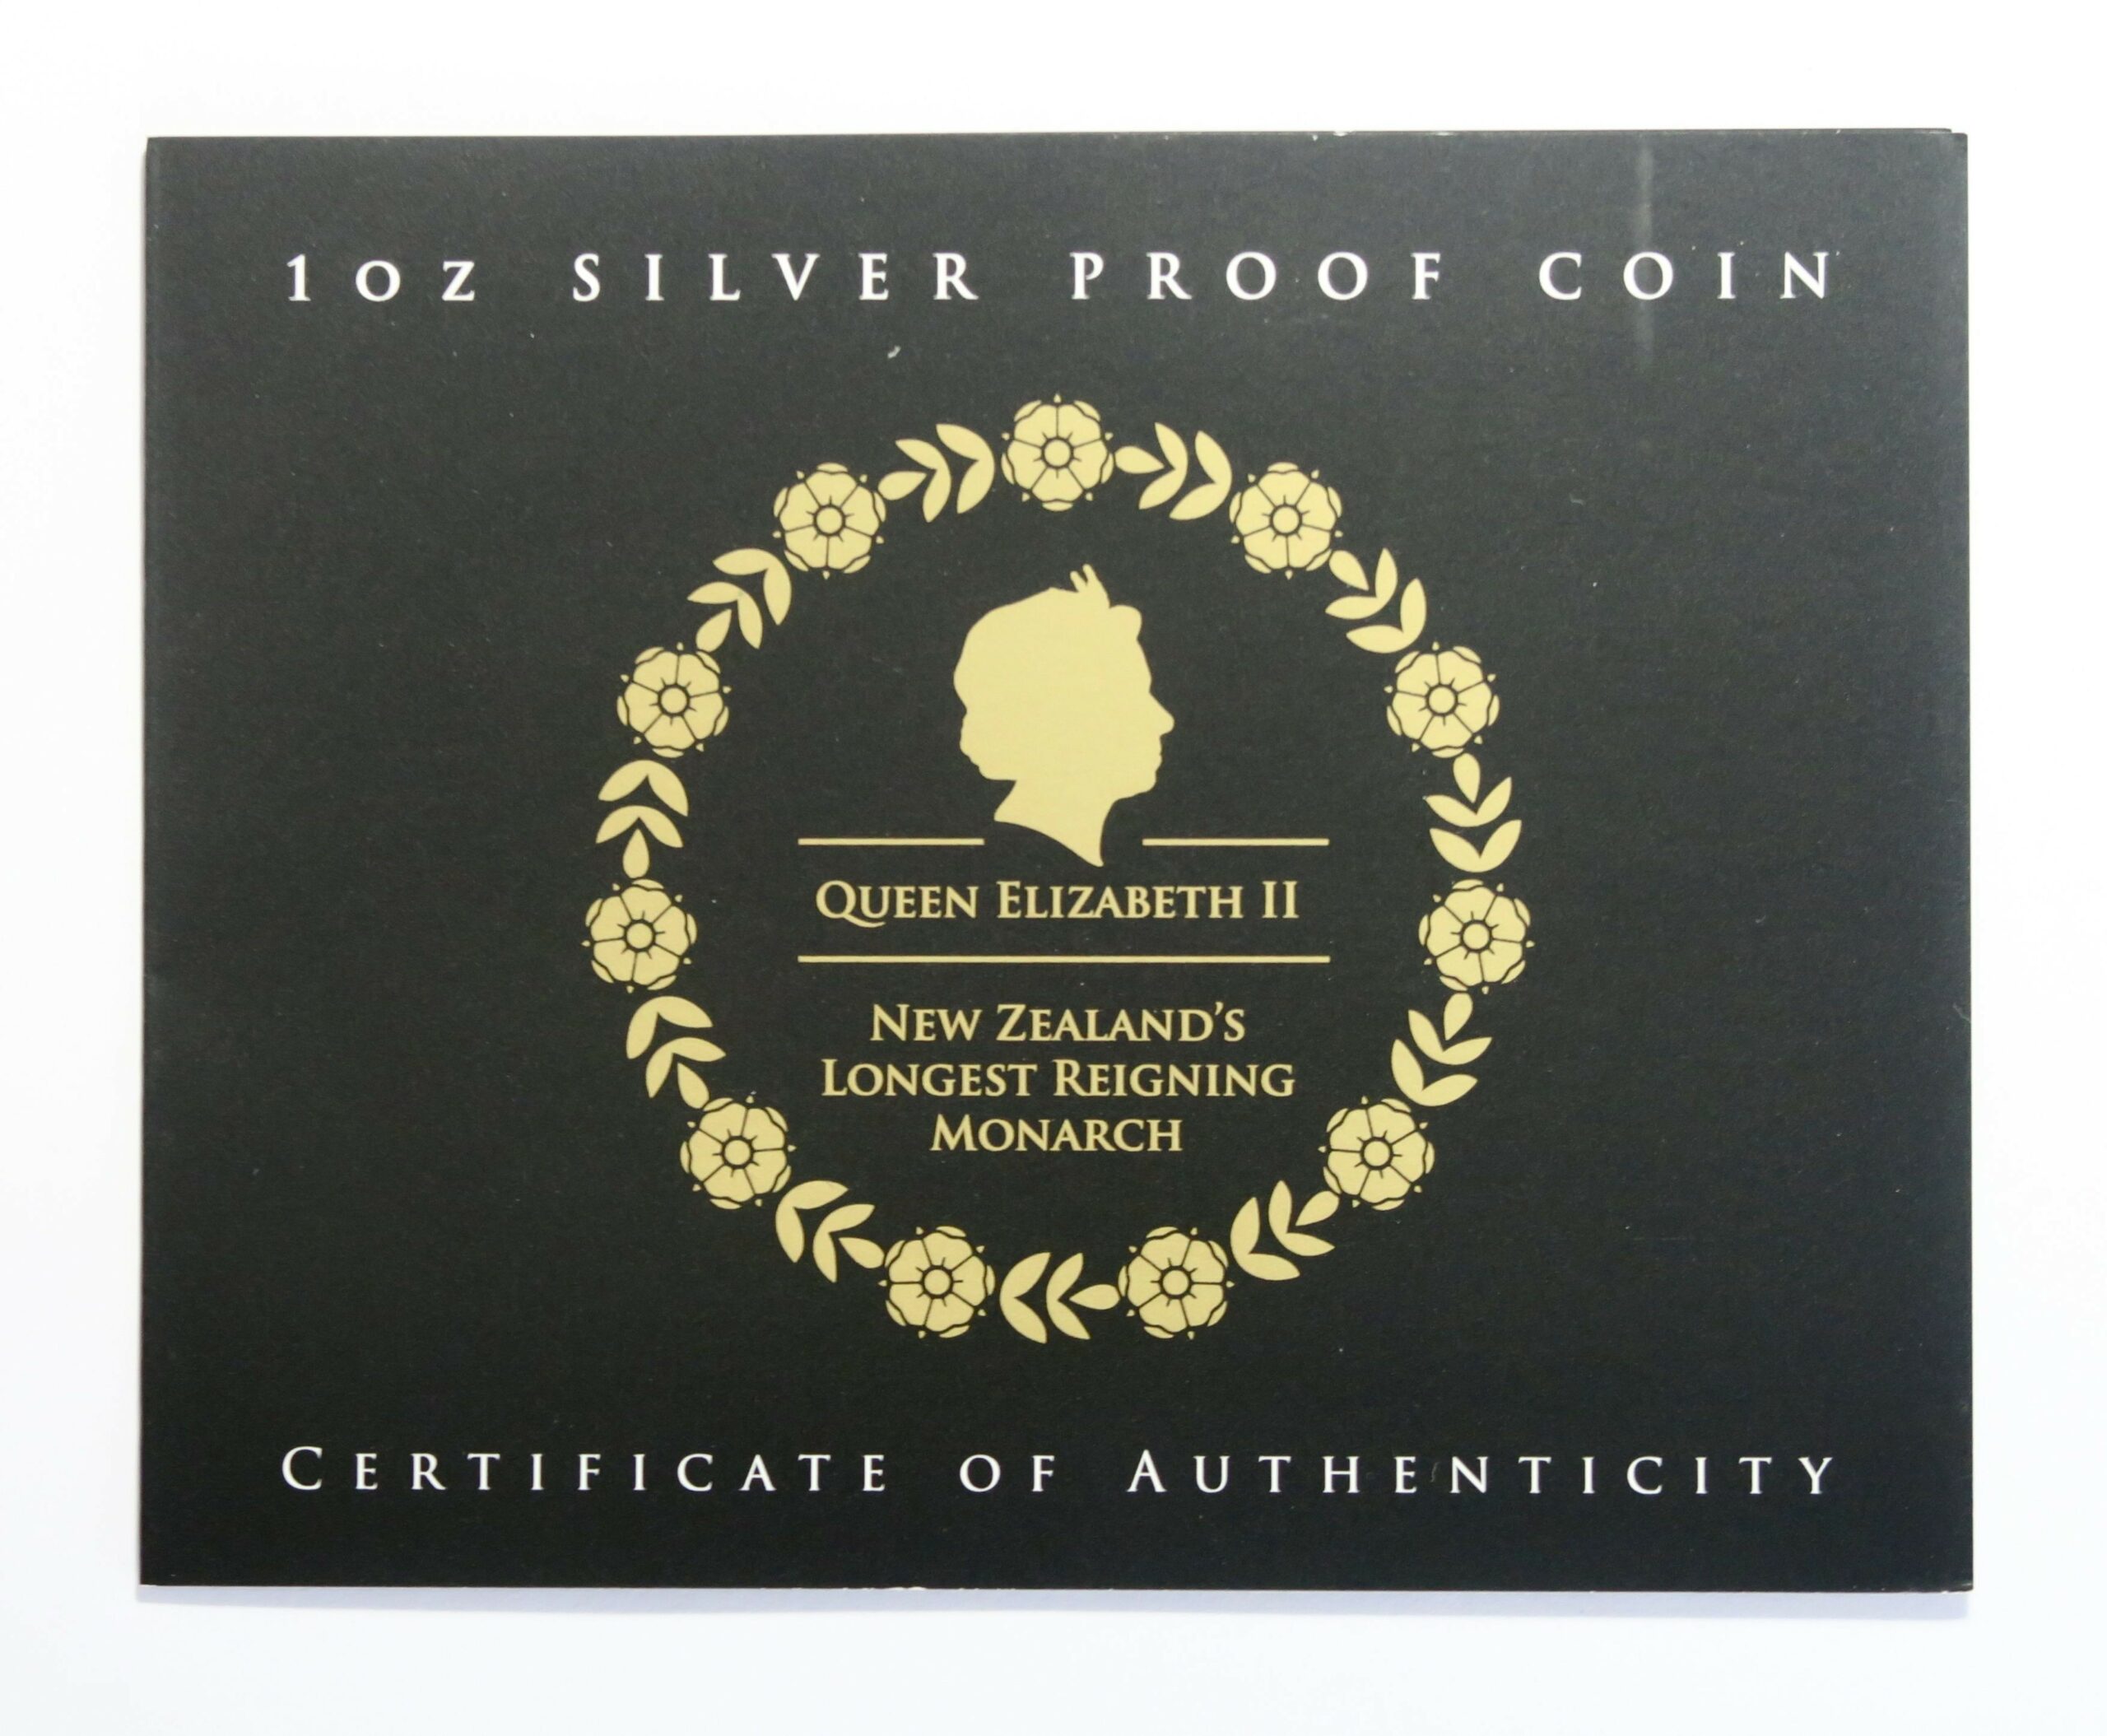 1oz SILVER PROOF COIN
QUEEN ELIZABETH II
NEW ZEALAND'S
LONGEST REIGNING
MONARCH
CERTIFICATE OF AUTHENTICITY